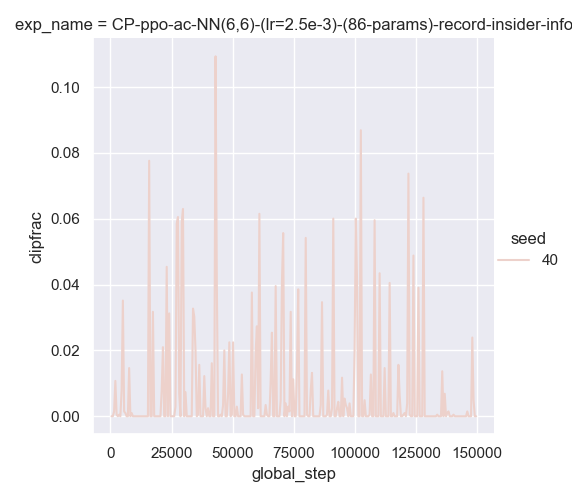 exp_name = CP-ppo-ac-NN(6,6)-(lr=2.5e-3)-(86-params)-record-insider-info
0.10
0.08
0.06
0.04
0.02
0.00
clipfrac
seed
40
0 25000 50000 75000 100000 125000 150000
global_step